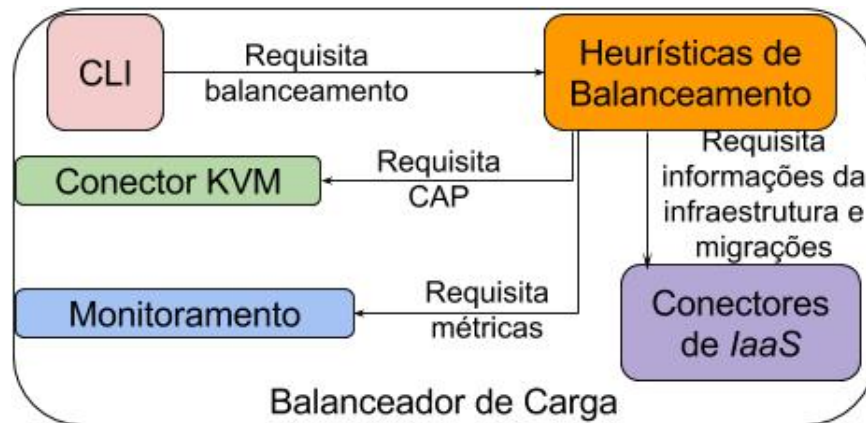 CLI
Requisita
balanceamento
Heurísticas de
Balanceamento
Conector KVM
Requisita
CAP
Requisita
informações da
infraestrutura e
migrações
Monitoramento
Requisita
métricas
Conectores
de IaaS
Balanceador de Carga